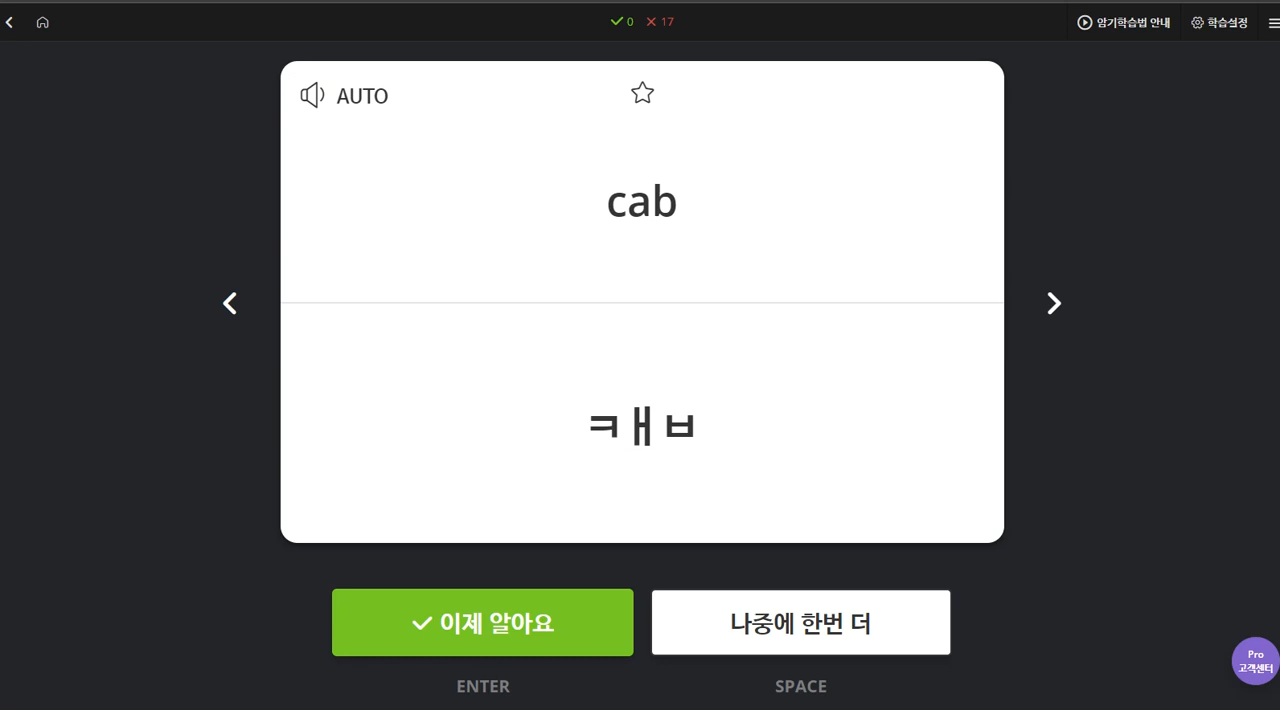 0 17
암기학습법 안내
학습설정
AUTO
cab
ㅋㅐㅂ
이제 알아요
나중에 한번 더
ENTER
SPACE
Pro
고객센터